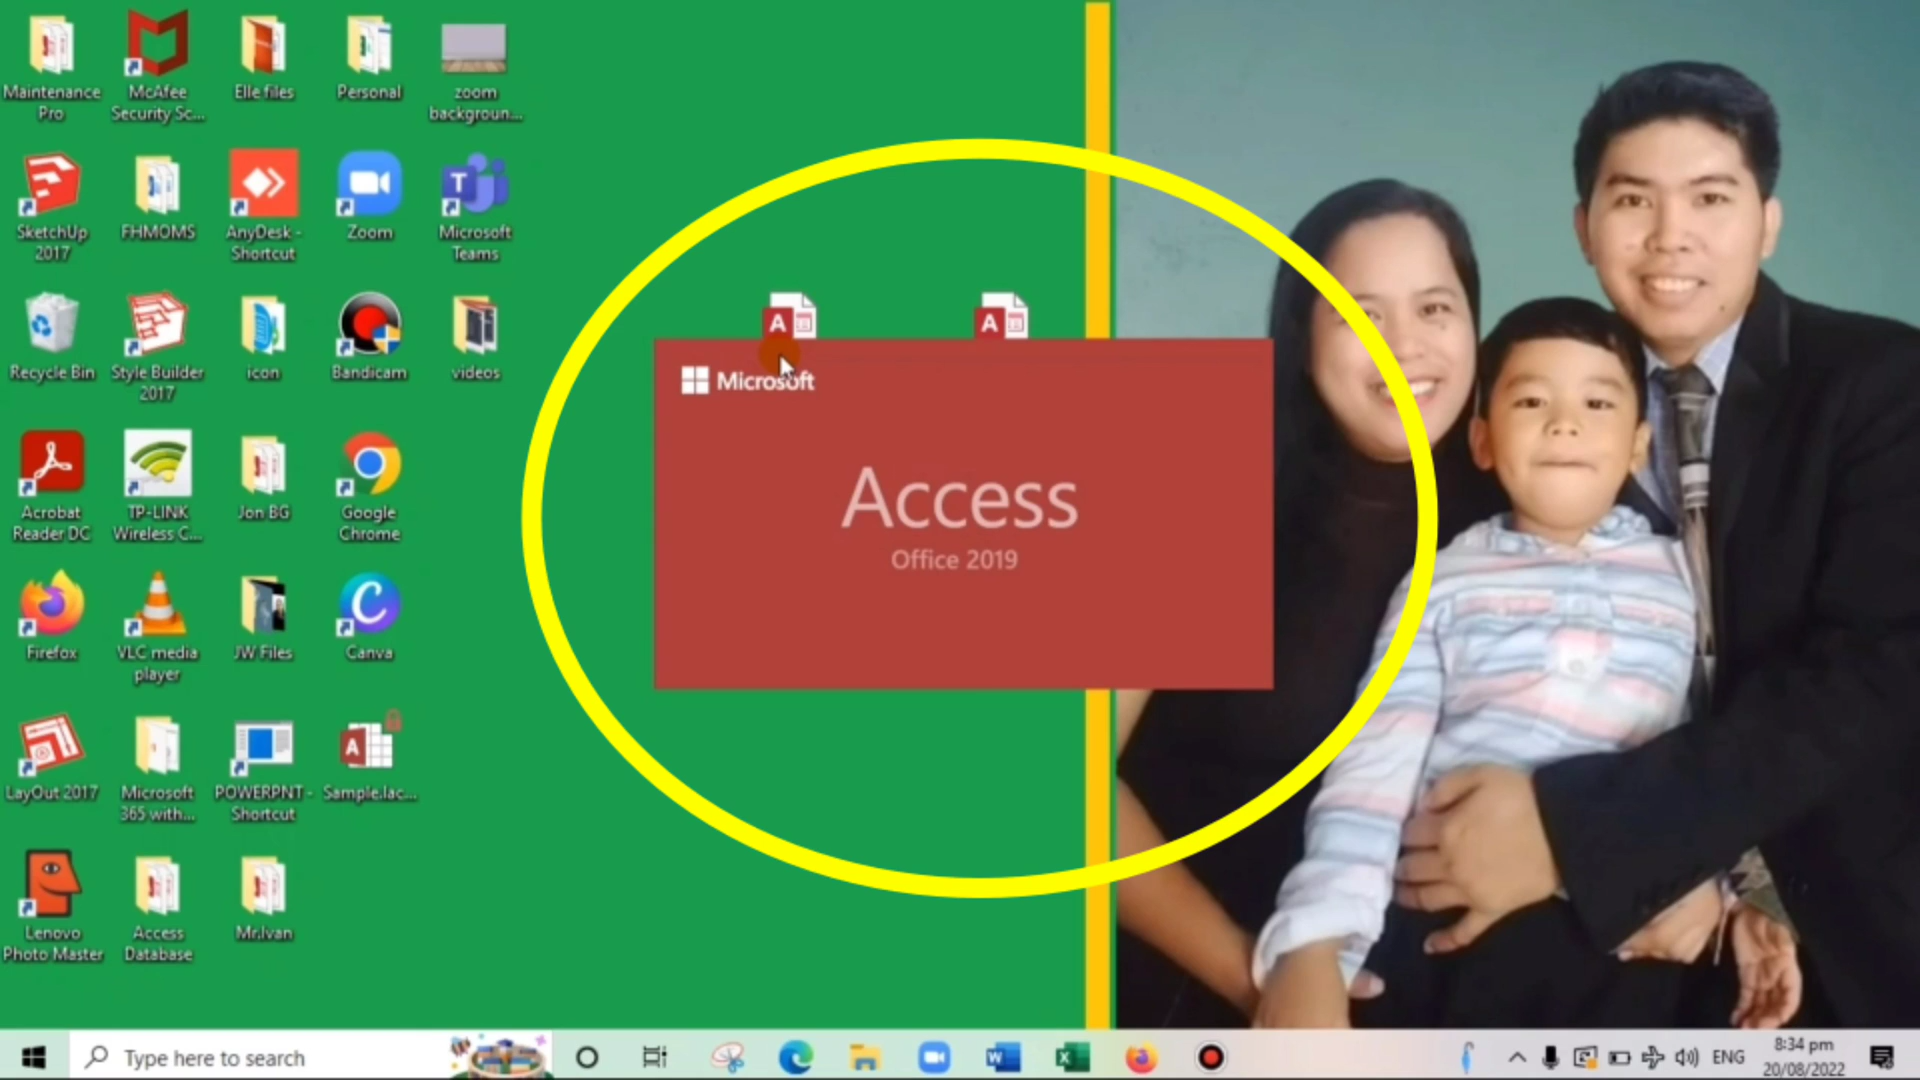 Maintenance
Pro
McAfee
Security Sc...
Elle files
Personal
zoom
backgroun...
SketchUp
2017
FHMOMS
AnyDesk -
Shortcut
Zoom
Microsoft
Teams
Recycle Bin
Style Builder
2017
icon
Bandicam
videos
Acrobat
Reader DC
TP-LINK
Wireless C...
Jon BG
Google
Chrome
Firefox
VLC media
player
JW Files
Canva
LayOut 2017
Microsoft
365 with...
POWERPNT -
Shortcut
Sample.lac...
Lenovo
Photo Master
Access
Database
Mr.Ivan
A
A
Microsoft
Access
Office 2019
Type here to search
ENG
8:34 pm
20/08/2022